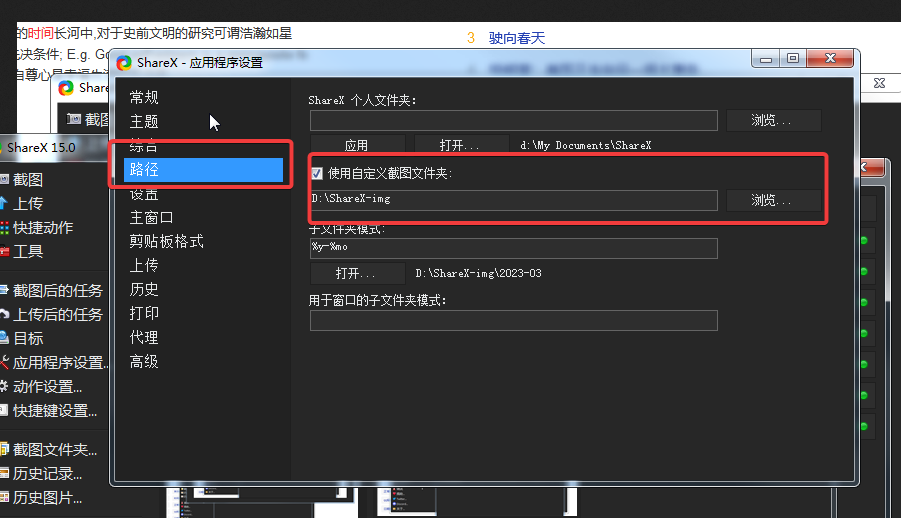 的时间长河中,对于史前文明的研究可谓浩瀚如星
3 驶向春天
决条件; E.g. Go
自尊心是幸福生
ShareX - 应用程序设置
Share
截图
ShareX 15.0
截图
上传
快捷动作
工具
截图后的任务
上传后的任务
目标
应用程序设置...
动作设置...
快捷键设置...
截图文件夹...
历史记录...
历史图片...
常规
主题
综合
路径
设置
主窗口
剪贴板格式
上传
历史
打印
代理
高级
ShareX 个人文件夹:
浏览...
应用 打开... d:\My Documents\ShareX
使用自定义截图文件夹:
D:\ShareX-img 浏览...
子文件夹模式:
%y-%mo
打开... D:\ShareX-img\2023-03
用于窗口的子文件夹模式: